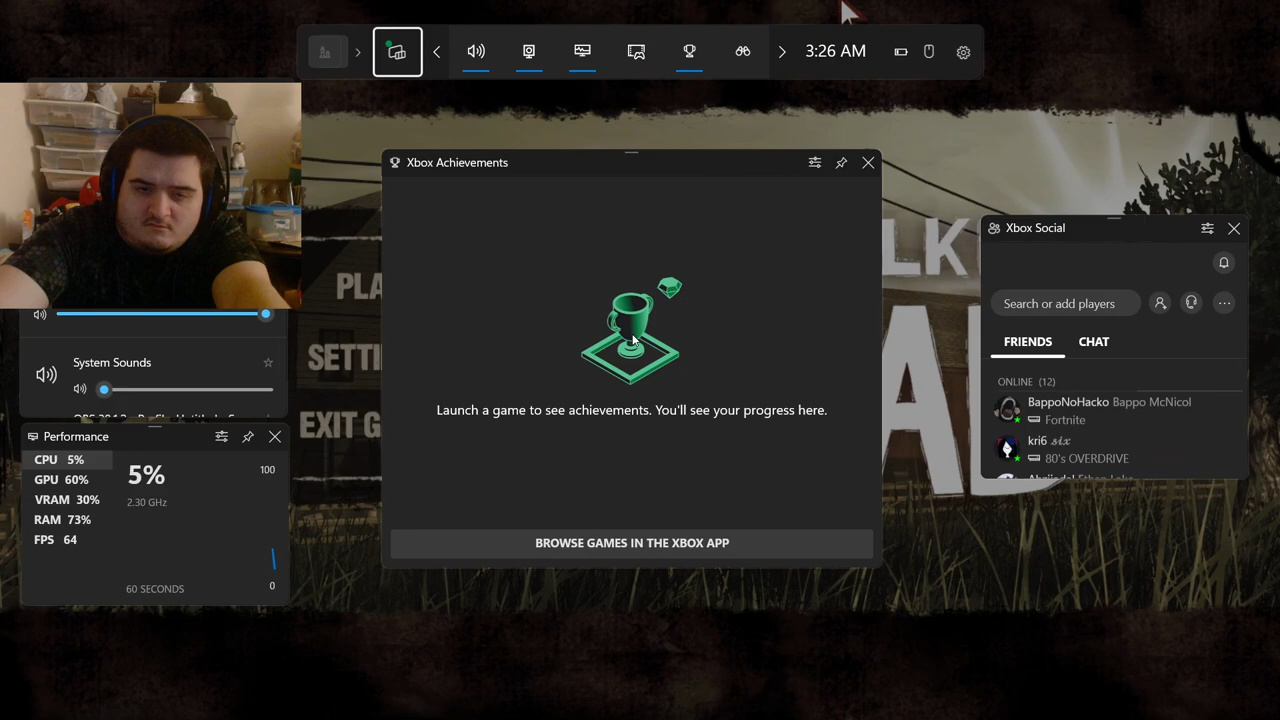 3:26 AM
Xbox Achievements
Launch a game to see achievements. You'll see your progress here.
BROWSE GAMES IN THE XBOX APP
System Sounds
Performance
CPU 5%
GPU 60%
VRAM 30%
RAM 73%
FPS 64
5%
2.30 GHz
100
0
60 SECONDS
PLA
SETTI
EXIT G
LK
Xbox Social
Search or add players
FRIENDS CHAT
ONLINE (12)
BappoNoHacko Bappo McNicol
Fortnite
kri6 𝓼𝓲𝔁
80's OVERDRIVE